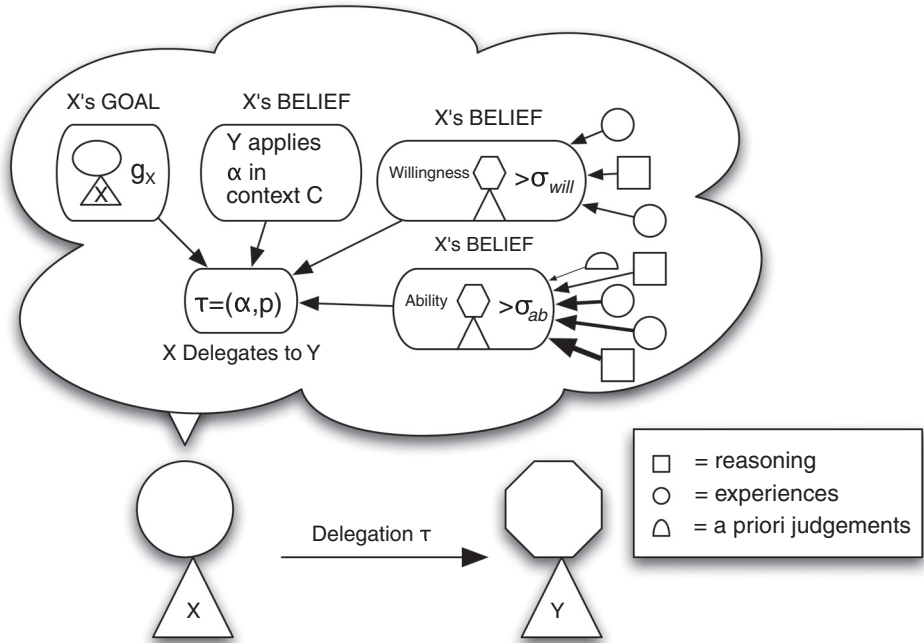 X's GOAL
X
gX
X's BELIEF
Y applies
α in
context C
X's BELIEF
Willingness
>σwill
X's BELIEF
Ability
>σab
τ=(α,p)
X Delegates to Y
X
Delegation τ
Y
= reasoning
= experiences
= a priori judgements